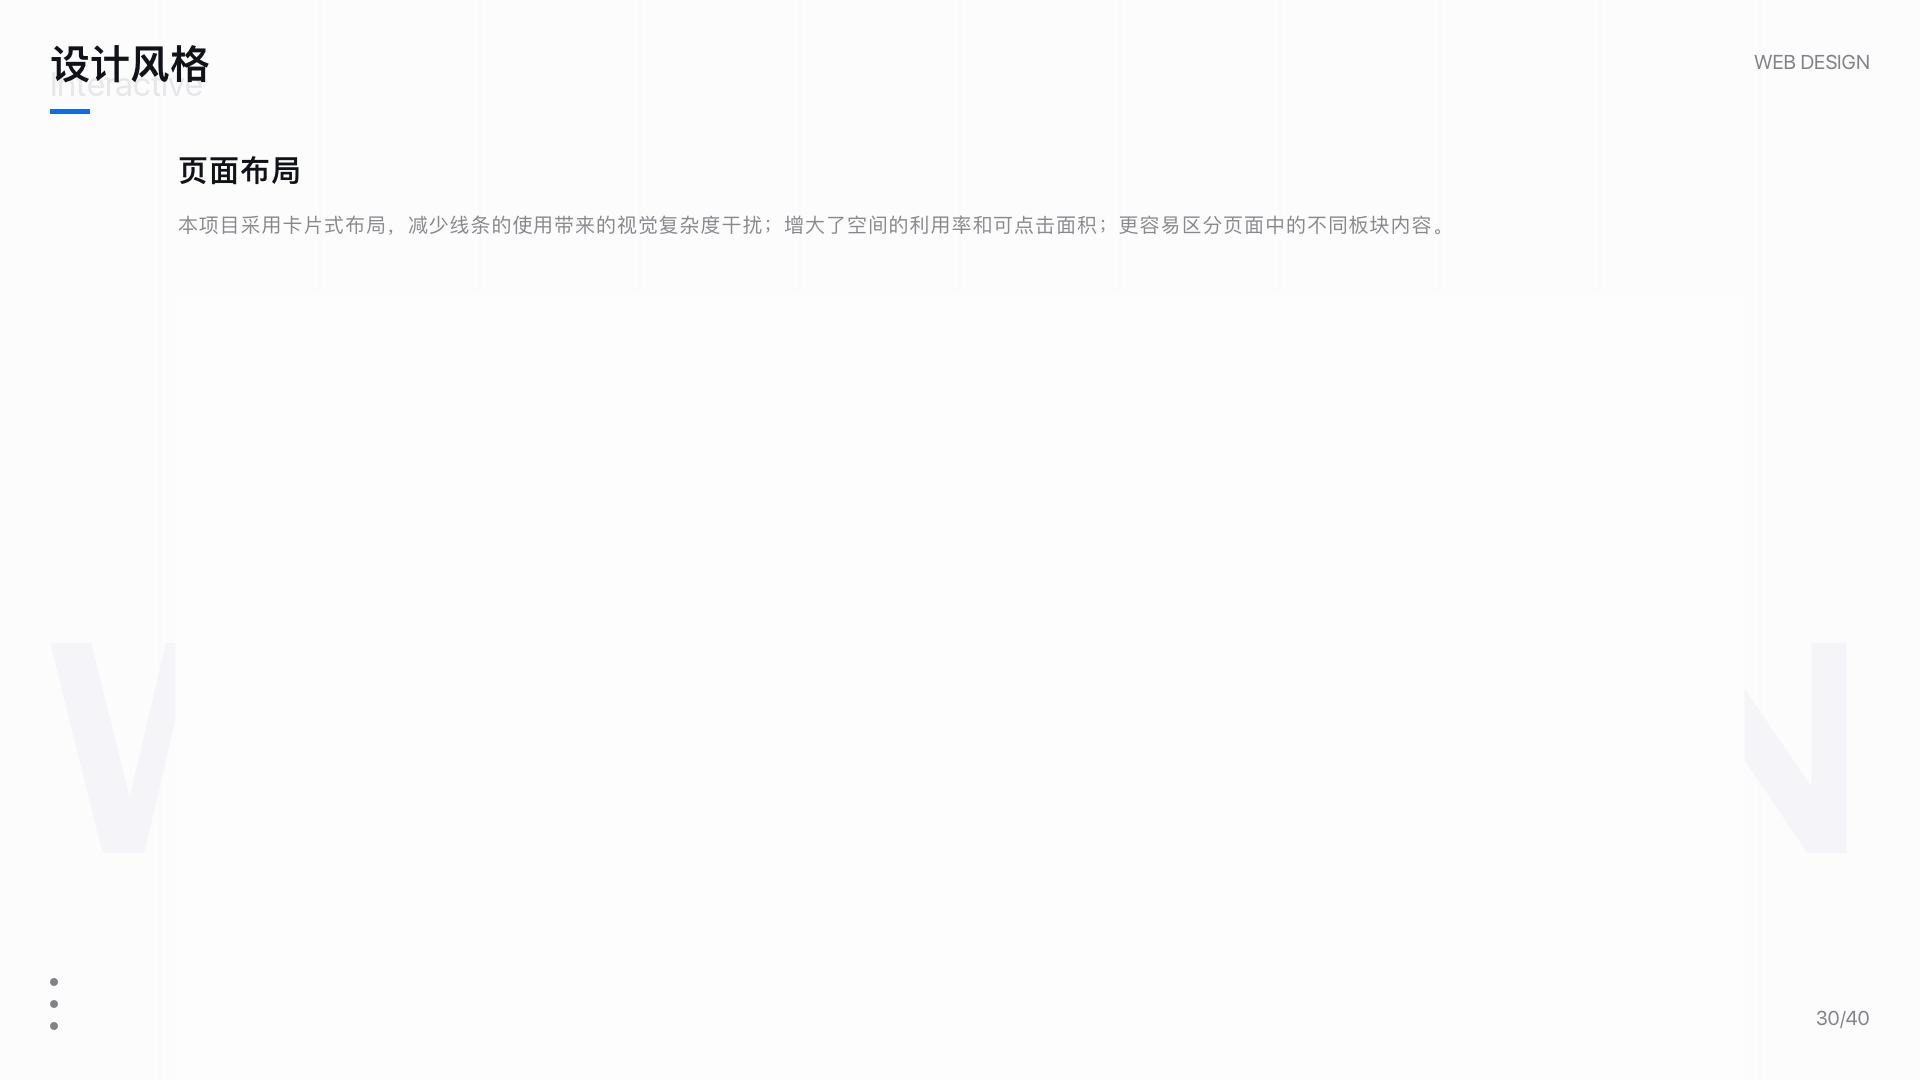 设计风格
Interactive
WEB DESIGN
页面布局
本项目采用卡片式布局，减少线条的使用带来的视觉复杂度干扰；增大了空间的利用率和可点击面积；更容易区分页面中的不同板块内容。
W
N
30/40